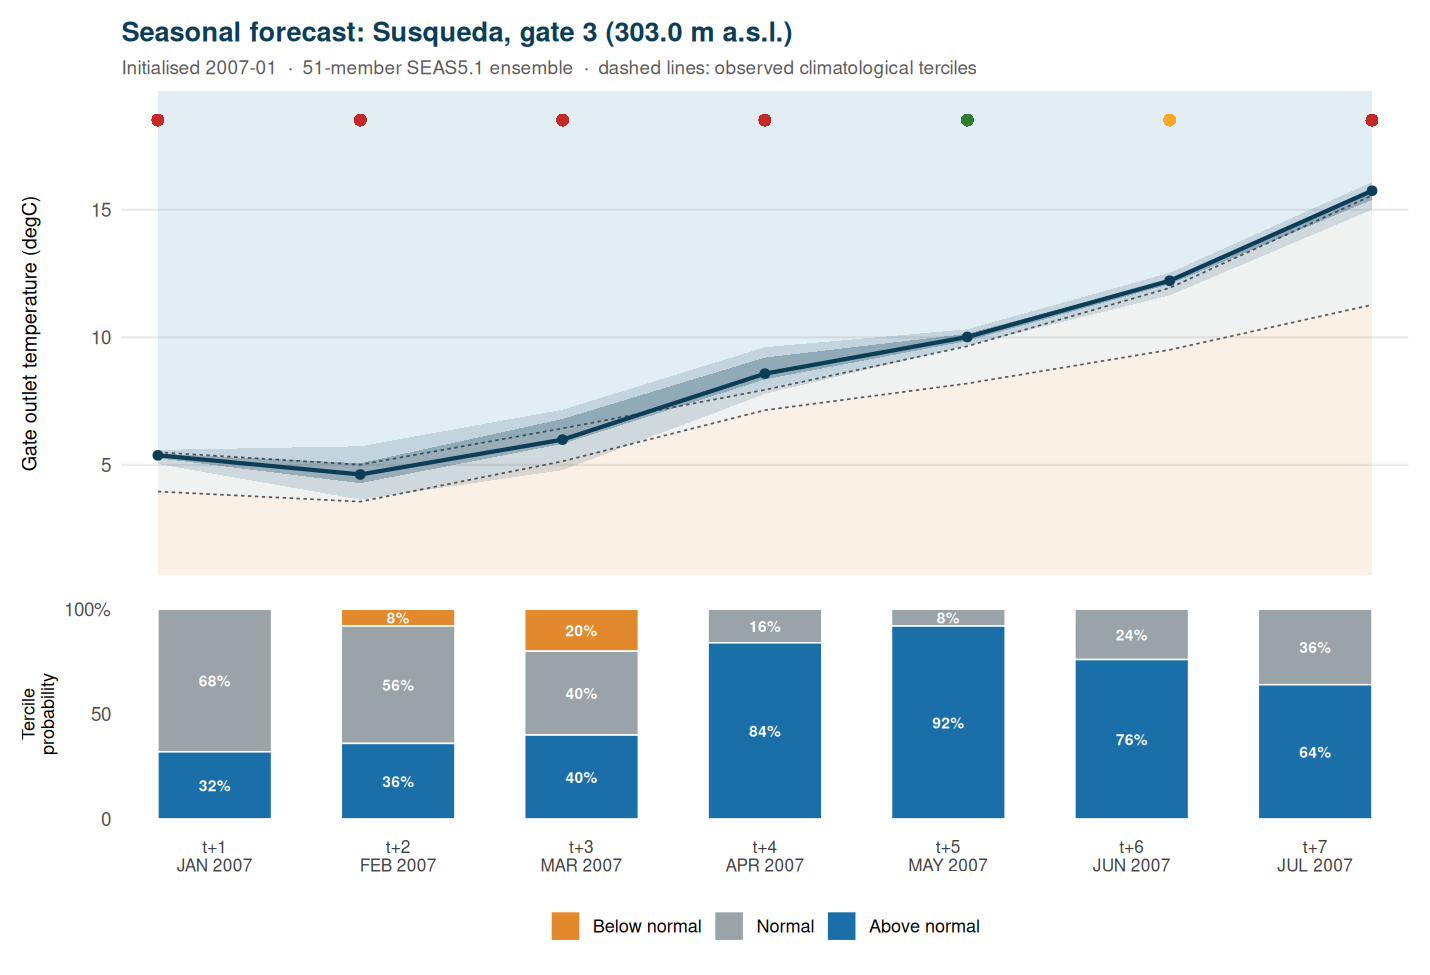 Seasonal forecast: Susqueda, gate 3 (303.0 m a.s.l.)
Initialised 2007-01 · 51-member SEAS5.1 ensemble · dashed lines: observed climatological terciles
Gate outlet temperature (degC)
15
10
5
Tercile
probability
100%
50
0
68%
32%
8%
56%
36%
20%
40%
40%
16%
84%
8%
92%
24%
76%
36%
64%
t+1
JAN 2007
t+2
FEB 2007
t+3
MAR 2007
t+4
APR 2007
t+5
MAY 2007
t+6
JUN 2007
t+7
JUL 2007
Below normal
Normal
Above normal